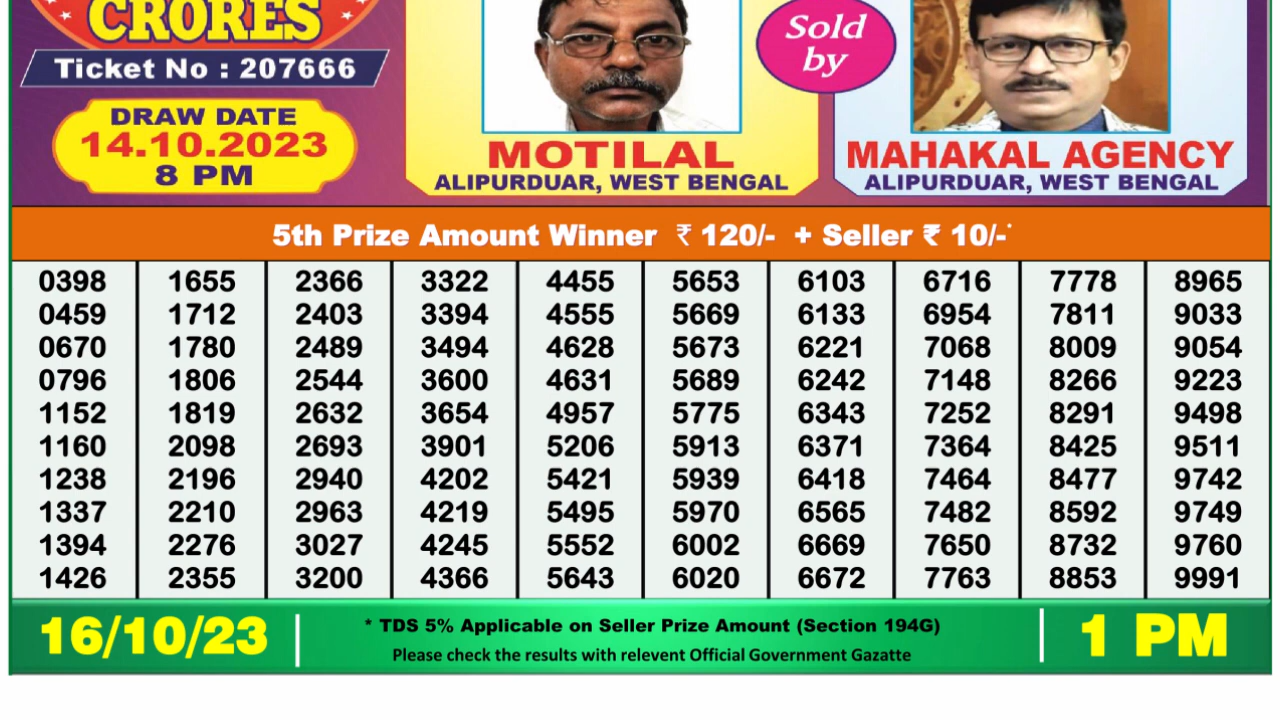 CRORES
Ticket No : 207666
DRAW DATE
14.10.2023
8 PM
MOTILAL
ALIPURDUAR, WEST BENGAL
Sold
by
MAHAKAL AGENCY
ALIPURDUAR, WEST BENGAL
5th Prize Amount Winner ₹ 120/- + Seller ₹ 10/-*
0398 1655 2366 3322 4455 5653 6103 6716 7778 8965
0459 1712 2403 3394 4555 5669 6133 6954 7811 9033
0670 1780 2489 3494 4628 5673 6221 7068 8009 9054
0796 1806 2544 3600 4631 5689 6242 7148 8266 9223
1152 1819 2632 3654 4957 5775 6343 7252 8291 9498
1160 2098 2693 3901 5206 5913 6371 7364 8425 9511
1238 2196 2940 4202 5421 5939 6418 7464 8477 9742
1337 2210 2963 4219 5495 5970 6565 7482 8592 9749
1394 2276 3027 4245 5552 6002 6669 7650 8732 9760
1426 2355 3200 4366 5643 6020 6672 7763 8853 9991
16/10/23
* TDS 5% Applicable on Seller Prize Amount (Section 194G)
Please check the results with relevent Official Government Gazatte
1 PM